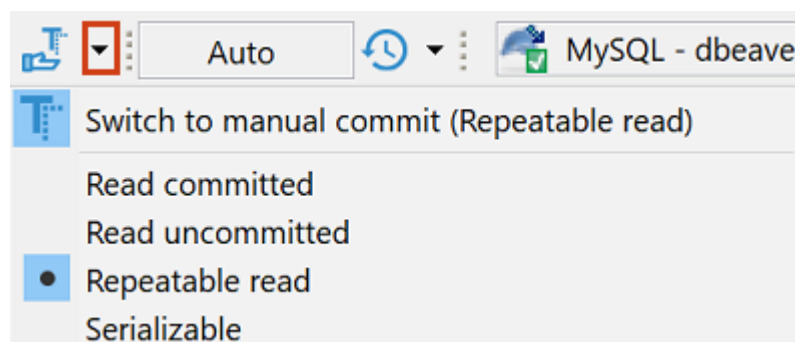 Auto
MySQL - dbeave
Switch to manual commit (Repeatable read)
Read committed
Read uncommitted
Repeatable read
Serializable